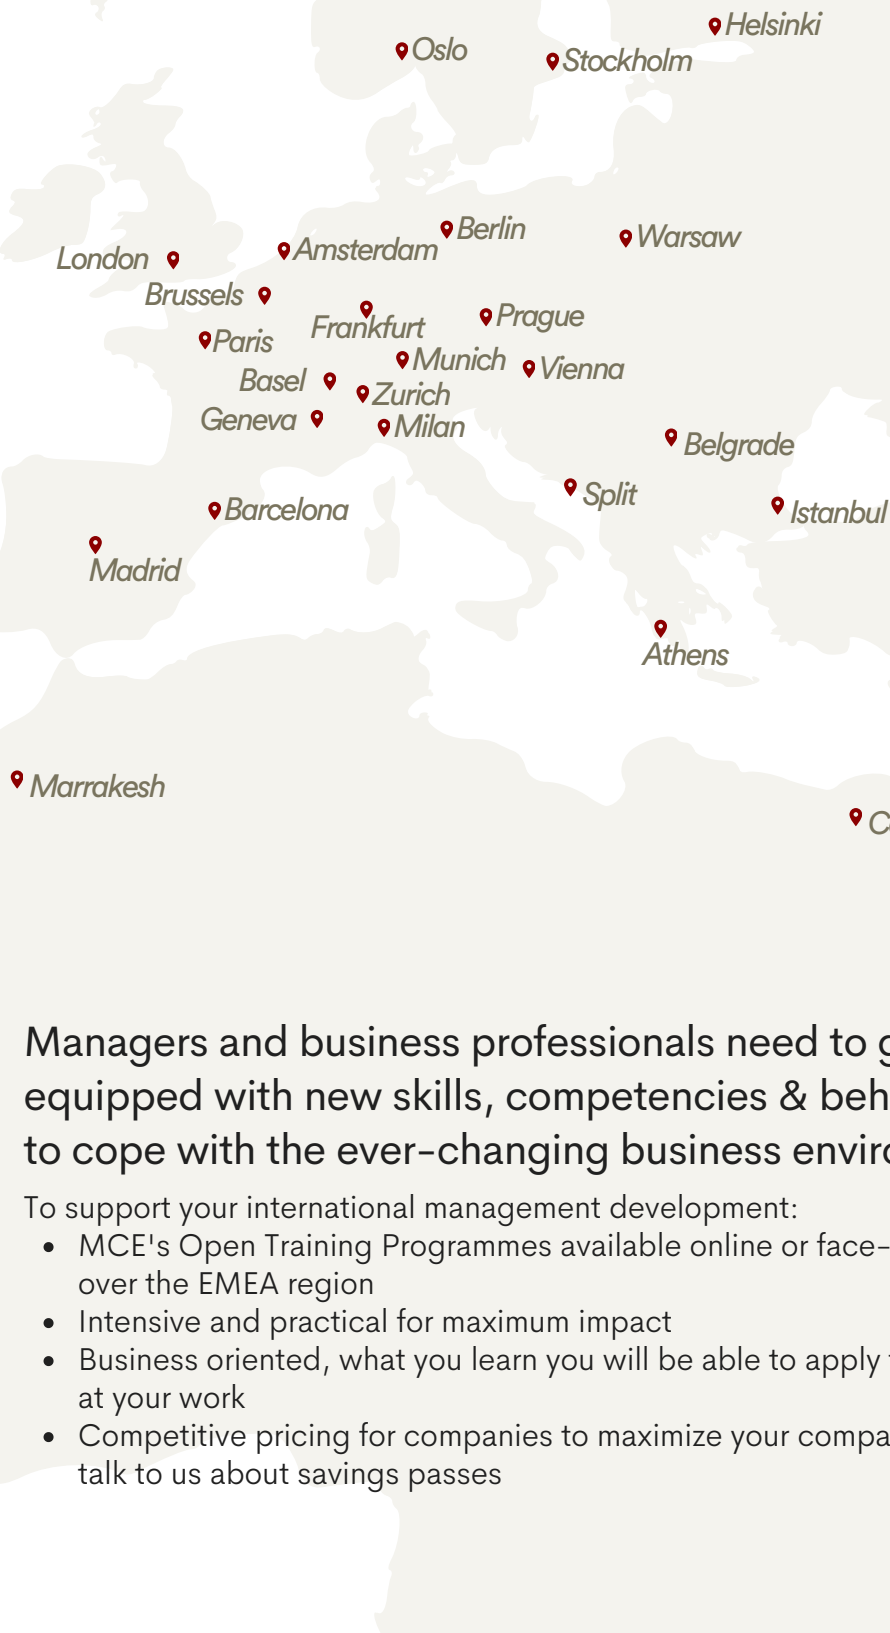 Helsinki
Oslo
Stockholm
Berlin
Warsaw
Amsterdam
London
Brussels
Frankfurt
Prague
Paris
Munich
Vienna
Basel
Zurich
Geneva
Milan
Belgrade
Split
Barcelona
Istanbul
Madrid
Athens
Marrakesh
Managers and business professionals need to
equipped with new skills, competencies &
to cope with the ever-changing business
To support your international management development:
• MCE's Open Training Programmes available online or face-
over the EMEA region
• Intensive and practical for maximum impact
• Business oriented, what you learn you will be able to apply
at your work
• Competitive pricing for companies to maximize your
talk to us about savings passes